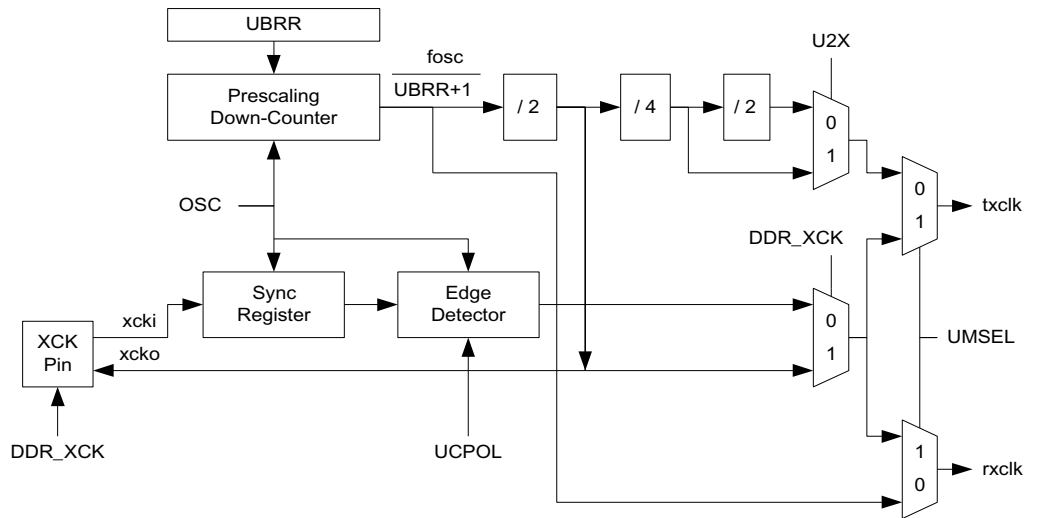 UBRR
U2X
fosc
Prescaling
Down-Counter
UBRR+1
/ 2
/ 4
/ 2
0
1
OSC
0
1
txclk
DDR_XCK
Sync
Register
Edge
Detector
xcki
0
1
UMSEL
XCK
Pin
xcko
DDR_XCK
UCPOL
1
0
rxclk